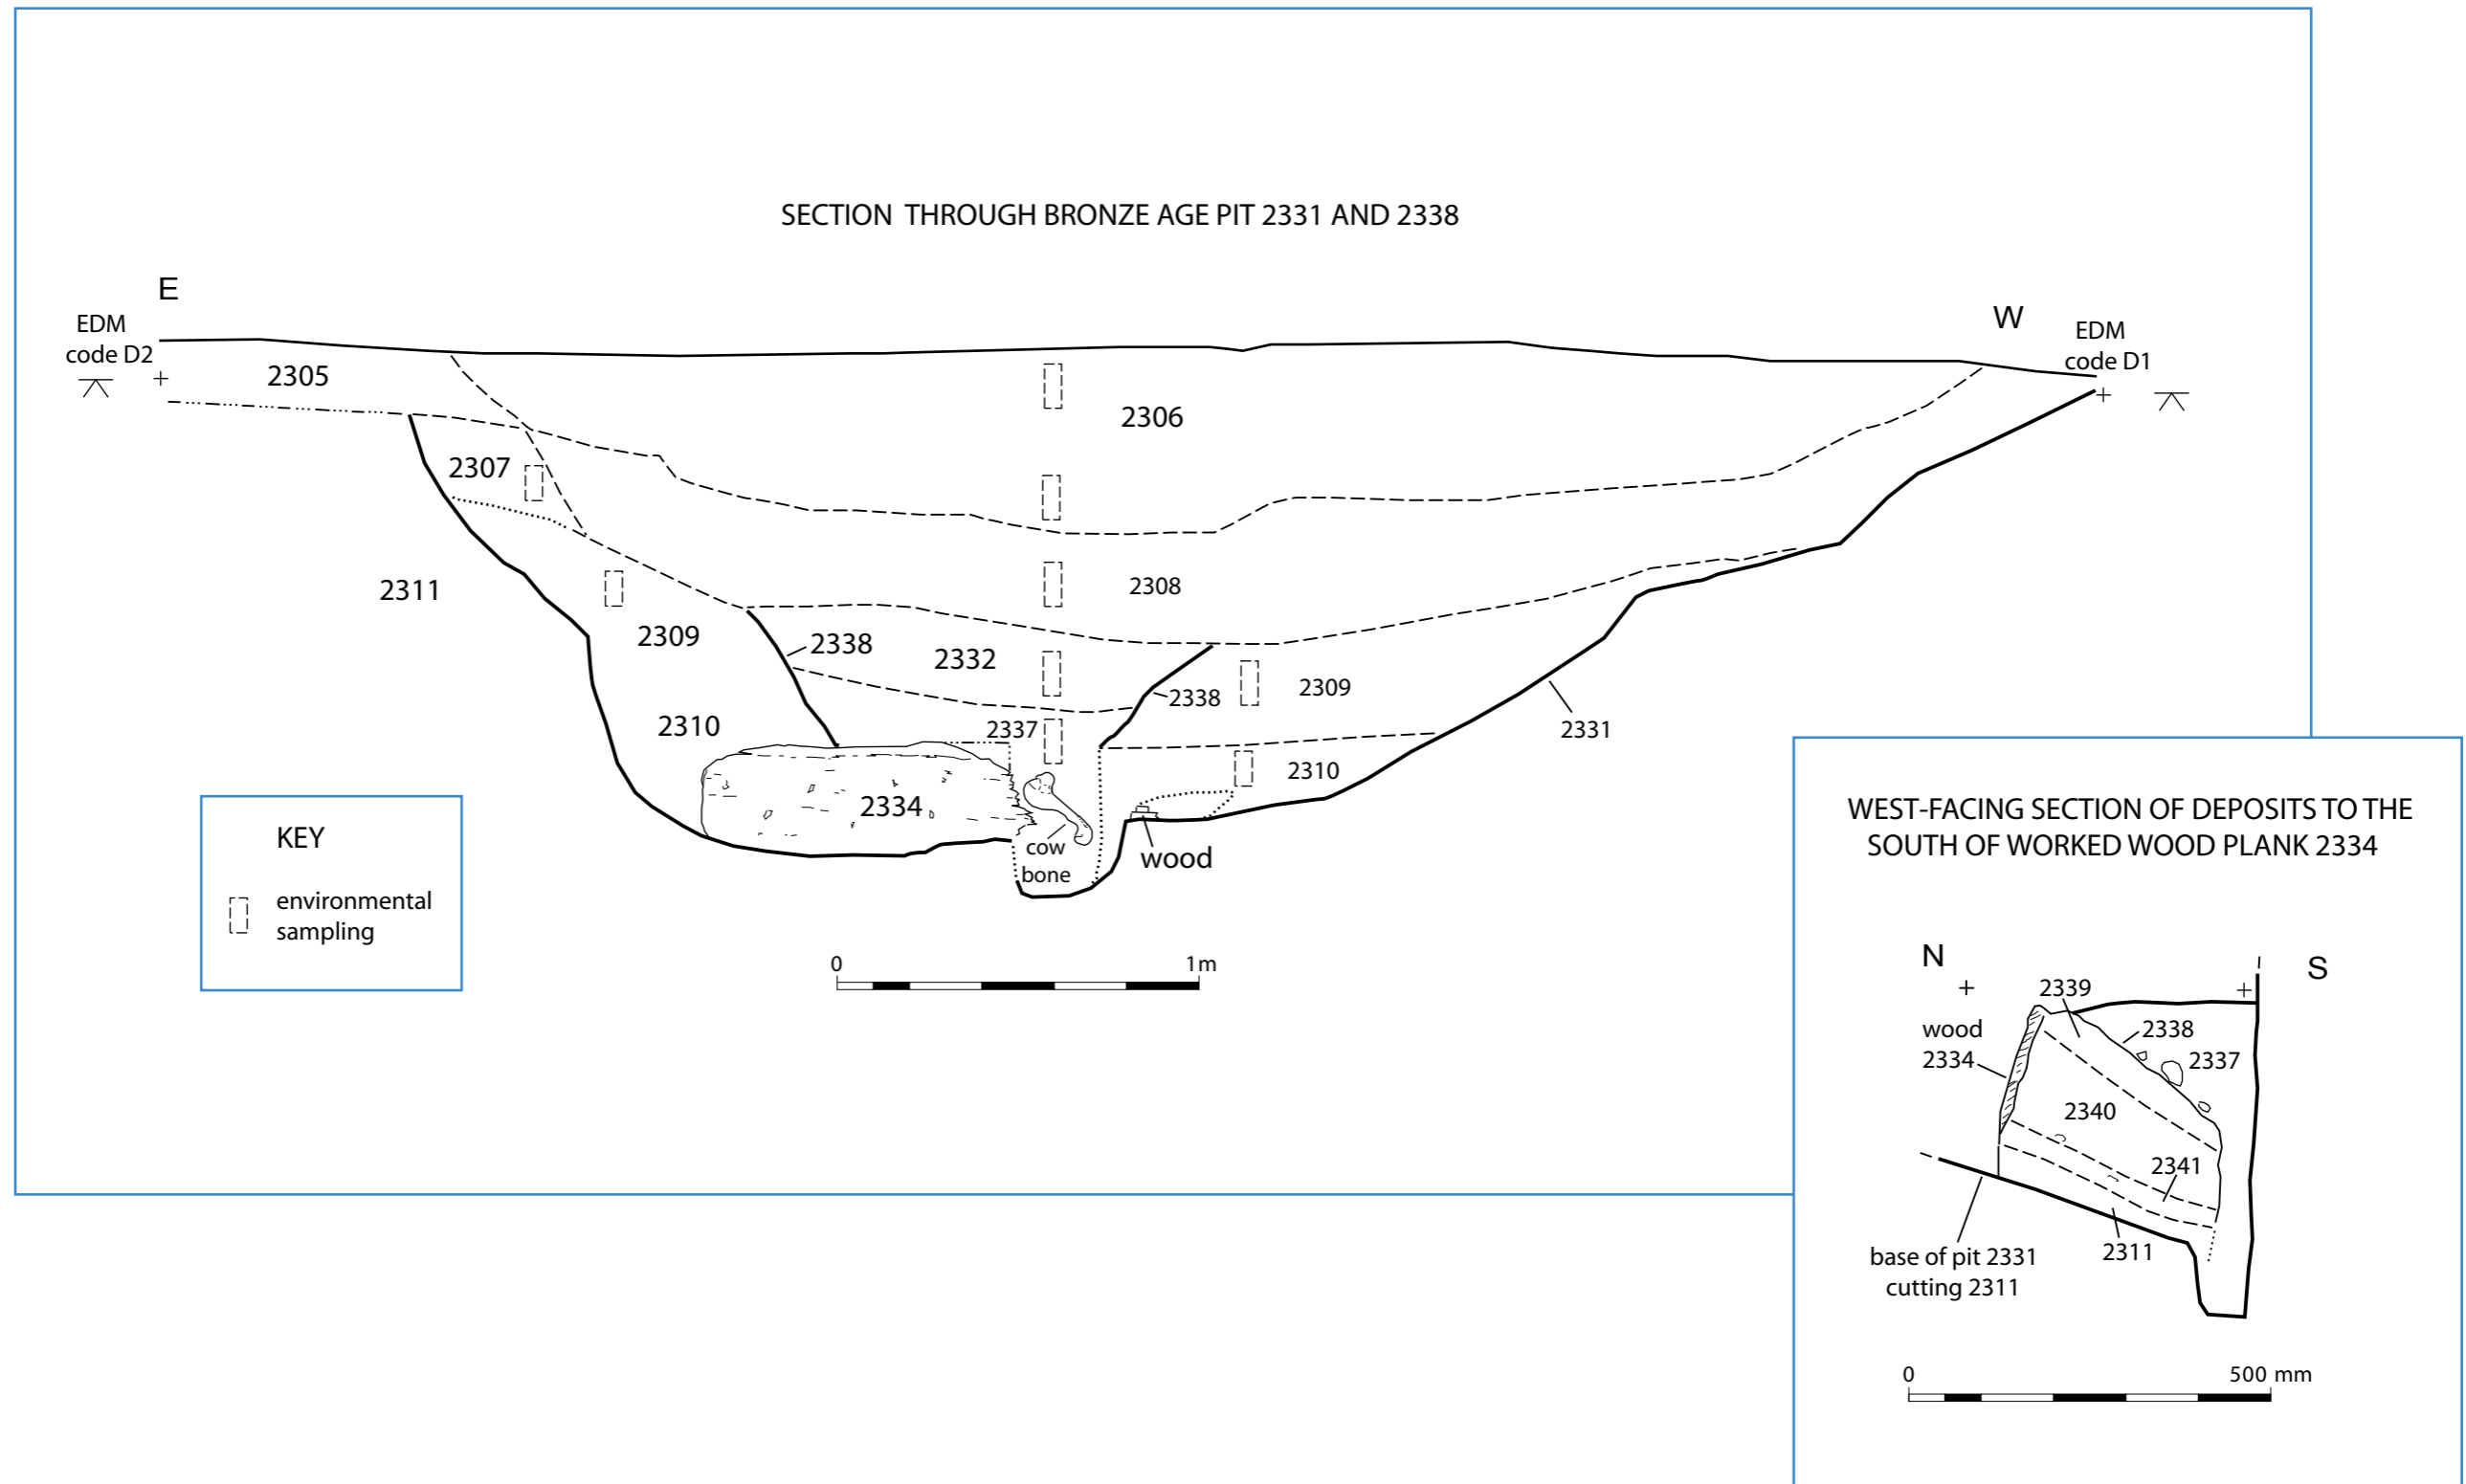 SECTION THROUGH BRONZE AGE PIT 2331 AND 2338
E
W
EDM
code D2
EDM
code D1
2305
2306
2307
2308
2311
2309
2338
2332
2338
2309
2310
2337
2331
2310
2334
cow
bone
wood
KEY
environmental
sampling
0
1m
WEST-FACING SECTION OF DEPOSITS TO THE
SOUTH OF WORKED WOOD PLANK 2334
N
S
2339
wood
2334
2338
2337
2340
2341
base of pit 2331
cutting 2311
2311
0
500 mm